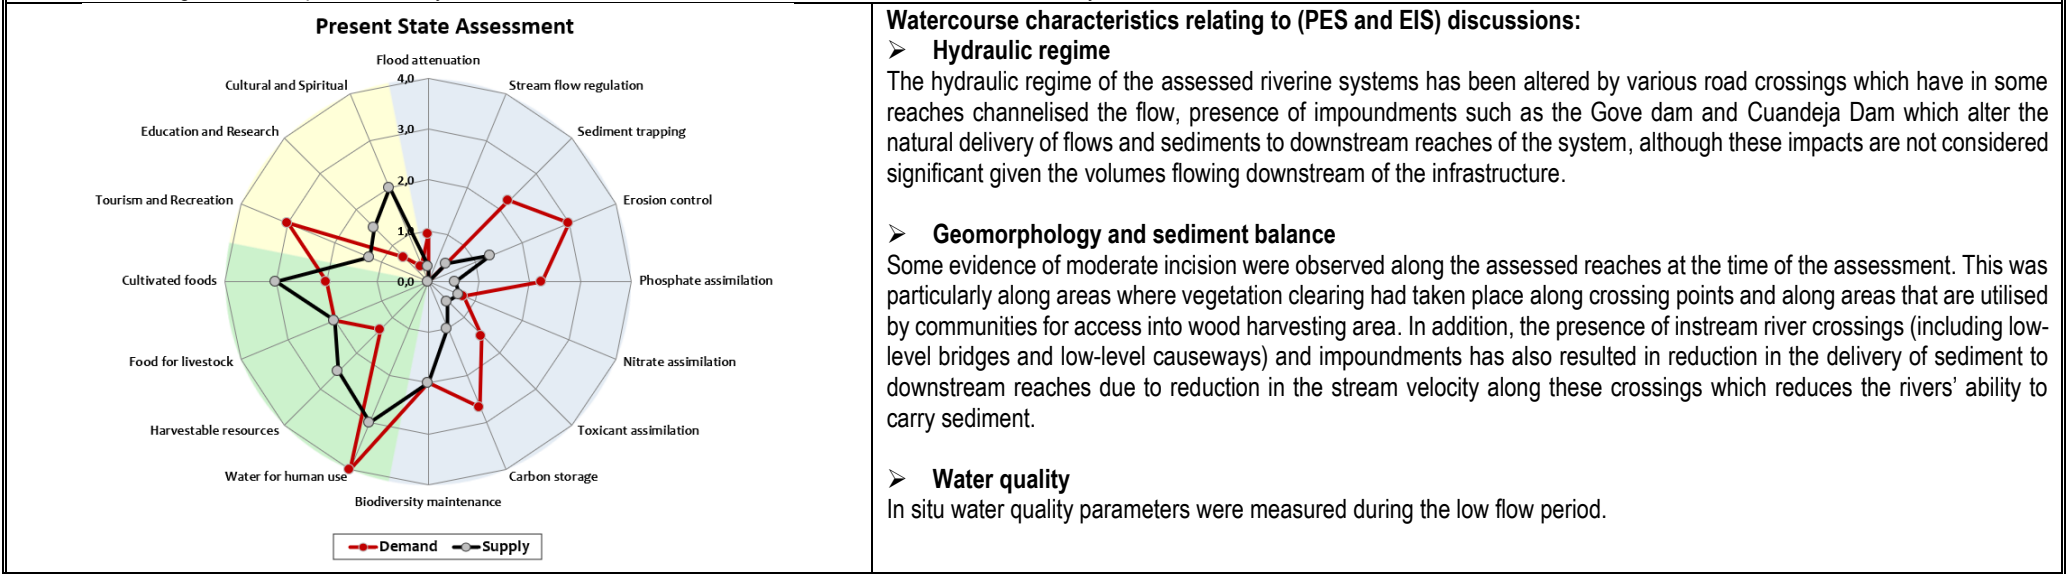 Present State Assessment
Flood attenuation
Stream flow regulation
Sediment trapping
Erosion control
Phosphate assimilation
Nitrate assimilation
Toxicant assimilation
Carbon storage
Biodiversity maintenance
Water for human use
Harvestable resources
Food for livestock
Cultivated foods
Tourism and Recreation
Education and Research
Cultural and Spiritual
4,0
3,0
2,0
1,0
0,0
Demand
Supply
Watercourse characteristics relating to (PES and EIS) discussions:
➢ Hydraulic regime
The hydraulic regime of the assessed riverine systems has been altered by various road crossings which have in some
reaches channelised the flow, presence of impoundments such as the Gove dam and Cuandeja Dam which alter the
natural delivery of flows and sediments to downstream reaches of the system, although these impacts are not considered
significant given the volumes flowing downstream of the infrastructure.
➢ Geomorphology and sediment balance
Some evidence of moderate incision were observed along the assessed reaches at the time of the assessment. This was
particularly along areas where vegetation clearing had taken place along crossing points and along areas that are utilised
by communities for access into wood harvesting area. In addition, the presence of instream river crossings (including low-
level bridges and low-level causeways) and impoundments has also resulted in reduction in the delivery of sediment to
downstream reaches due to reduction in the stream velocity along these crossings which reduces the rivers’ ability to
carry sediment.
➢ Water quality
In situ water quality parameters were measured during the low flow period.